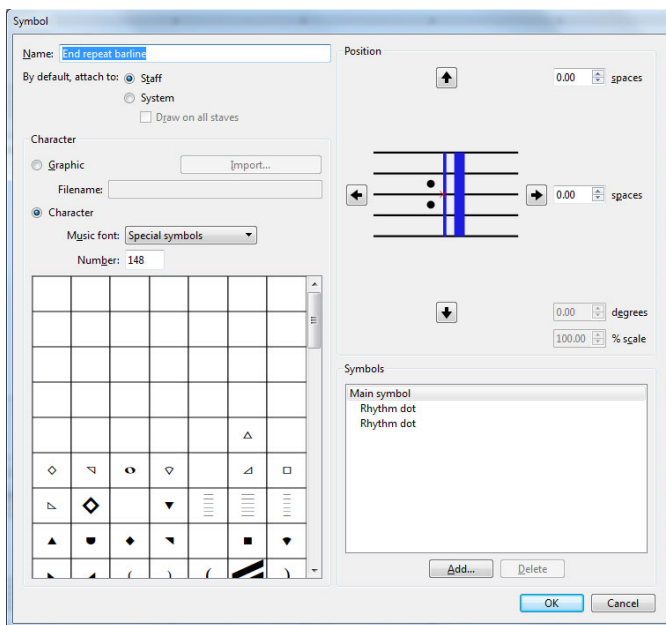 Symbol
Name: End repeat barline
By default, attach to: Staff
System
Draw on all staves
Character
Graphic Import...
Filename:
Character
Music font: Special symbols
Number: 148
Position
0.00 spaces
0.00 spaces
0.00 degrees
100.00 % scale
Symbols
Main symbol
Rhythm dot
Rhythm dot
Add... Delete
OK Cancel